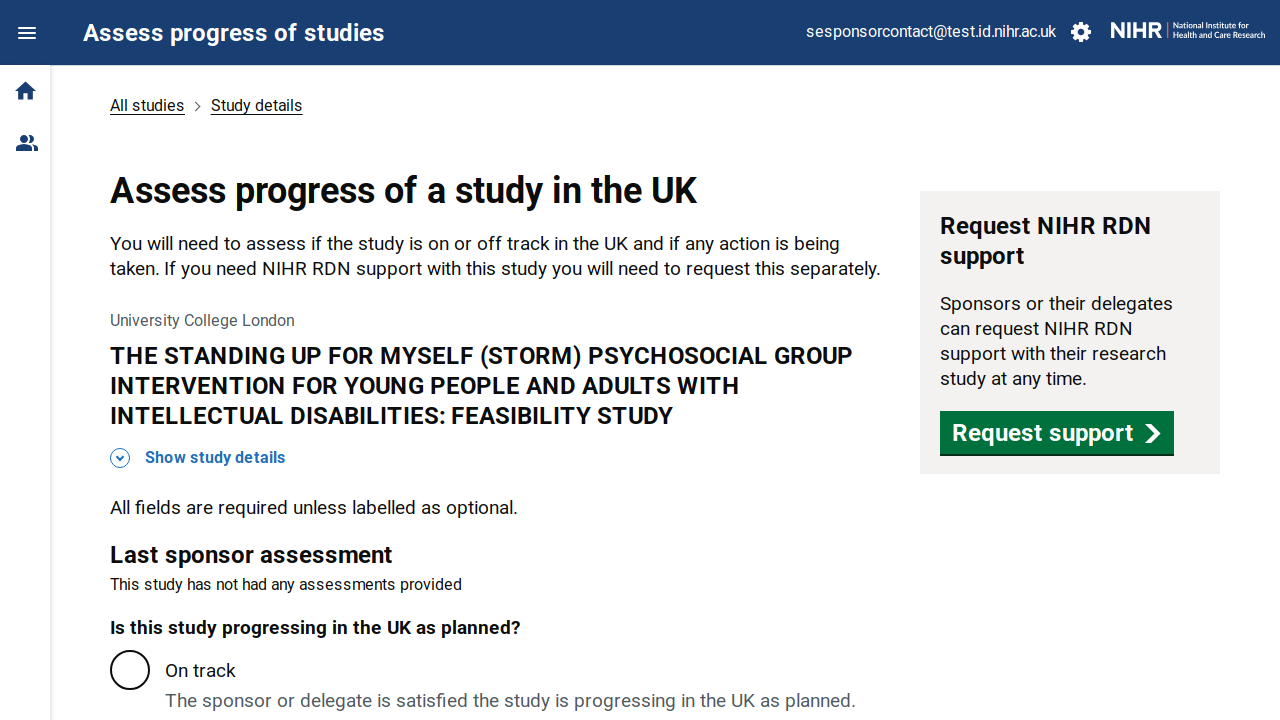 Assess progress of studies
sesponsorcontact@test.id.nihr.ac.uk
NIHR | National Institute for
Health and Care Research
All studies > Study details
Assess progress of a study in the UK
You will need to assess if the study is on or off track in the UK and if any action is being
taken. If you need NIHR RDN support with this study you will need to request this separately.
University College London
THE STANDING UP FOR MYSELF (STORM) PSYCHOSOCIAL GROUP
INTERVENTION FOR YOUNG PEOPLE AND ADULTS WITH
INTELLECTUAL DISABILITIES: FEASIBILITY STUDY
Show study details
All fields are required unless labelled as optional.
Last sponsor assessment
This study has not had any assessments provided
Is this study progressing in the UK as planned?
On track
The sponsor or delegate is satisfied the study is progressing in the UK as planned.
Request NIHR RDN
support
Sponsors or their delegates
can request NIHR RDN
support with their research
study at any time.
Request support